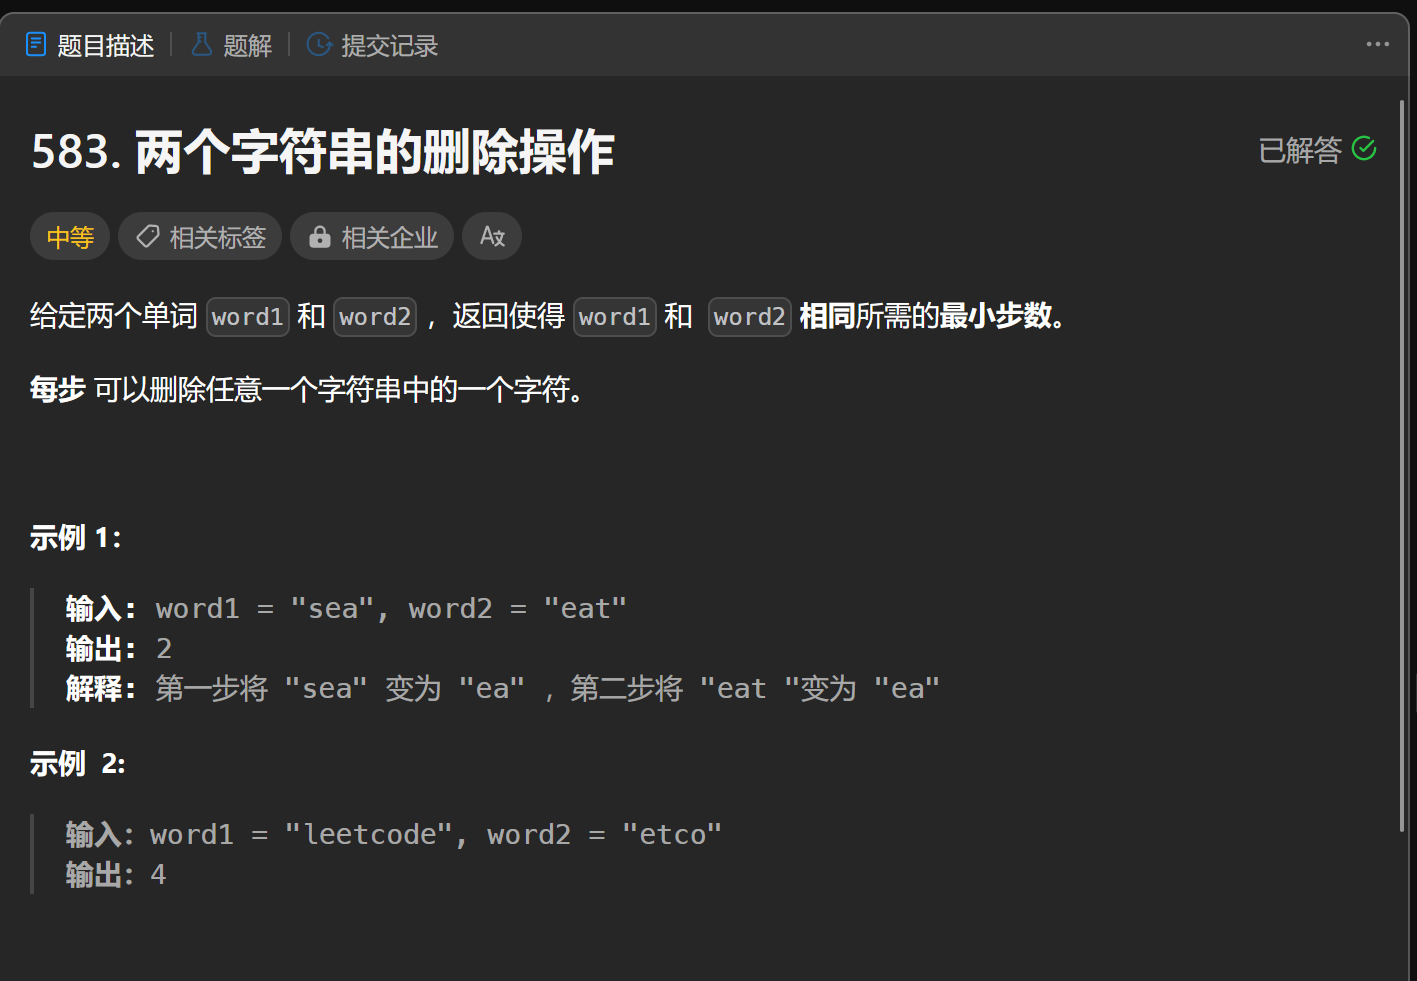 题目描述 | 题解 | 提交记录
583. 两个字符串的删除操作
已解答
中等 相关标签 相关企业 A文
给定两个单词 word1 和 word2 ，返回使得 word1 和 word2 相同所需的最小步数。
每步 可以删除任意一个字符串中的一个字符。
示例 1：
输入: word1 = "sea", word2 = "eat"
输出: 2
解释: 第一步将 "sea" 变为 "ea" ，第二步将 "eat "变为 "ea"
示例 2:
输入：word1 = "leetcode", word2 = "etco"
输出：4